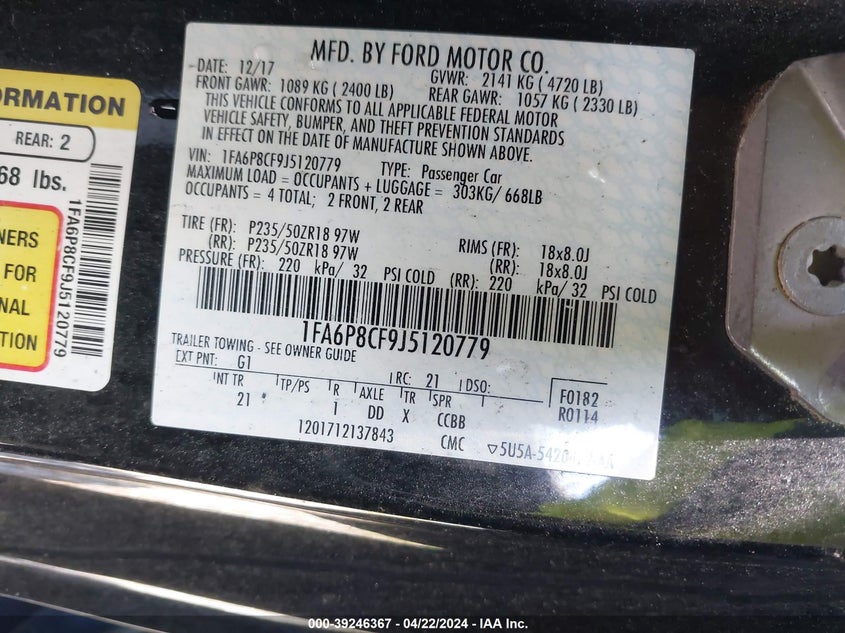 ORMATION
REAR: 2
68 lbs.
NERS
FOR
NAL
TION
1FA6P8CF9J5120779
MFD. BY FORD MOTOR CO.
DATE: 12/17 GVWR: 2141 KG ( 4720 LB)
FRONT GAWR: 1089 KG ( 2400 LB) REAR GAWR: 1057 KG ( 2330 LB)
THIS VEHICLE CONFORMS TO ALL APPLICABLE FEDERAL MOTOR
VEHICLE SAFETY, BUMPER, AND THEFT PREVENTION STANDARDS
IN EFFECT ON THE DATE OF MANUFACTURE SHOWN ABOVE.
VIN: 1FA6P8CF9J5120779 TYPE: Passenger Car
MAXIMUM LOAD = OCCUPANTS + LUGGAGE = 303KG/ 668LB
OCCUPANTS = 4 TOTAL; 2 FRONT, 2 REAR
TIRE (FR): P235/50ZR18 97W RIMS (FR): 18x8.0J
(RR): P235/50ZR18 97W (RR): 18x8.0J
PRESSURE (FR): 220 kPa/ 32 PSI COLD (RR): 220 kPa/ 32 PSI COLD
1FA6P8CF9J5120779
TRAILER TOWING - SEE OWNER GUIDE
EXT PNT: G1 RC: 21 DSO:
INT TR TP/PS R AXLE TR SPR F0182
21 1 DD X CCBB R0114
1201712137843 CMC ▽5U5A-5420
000-39246367 - 04/22/2024 - IAA Inc.